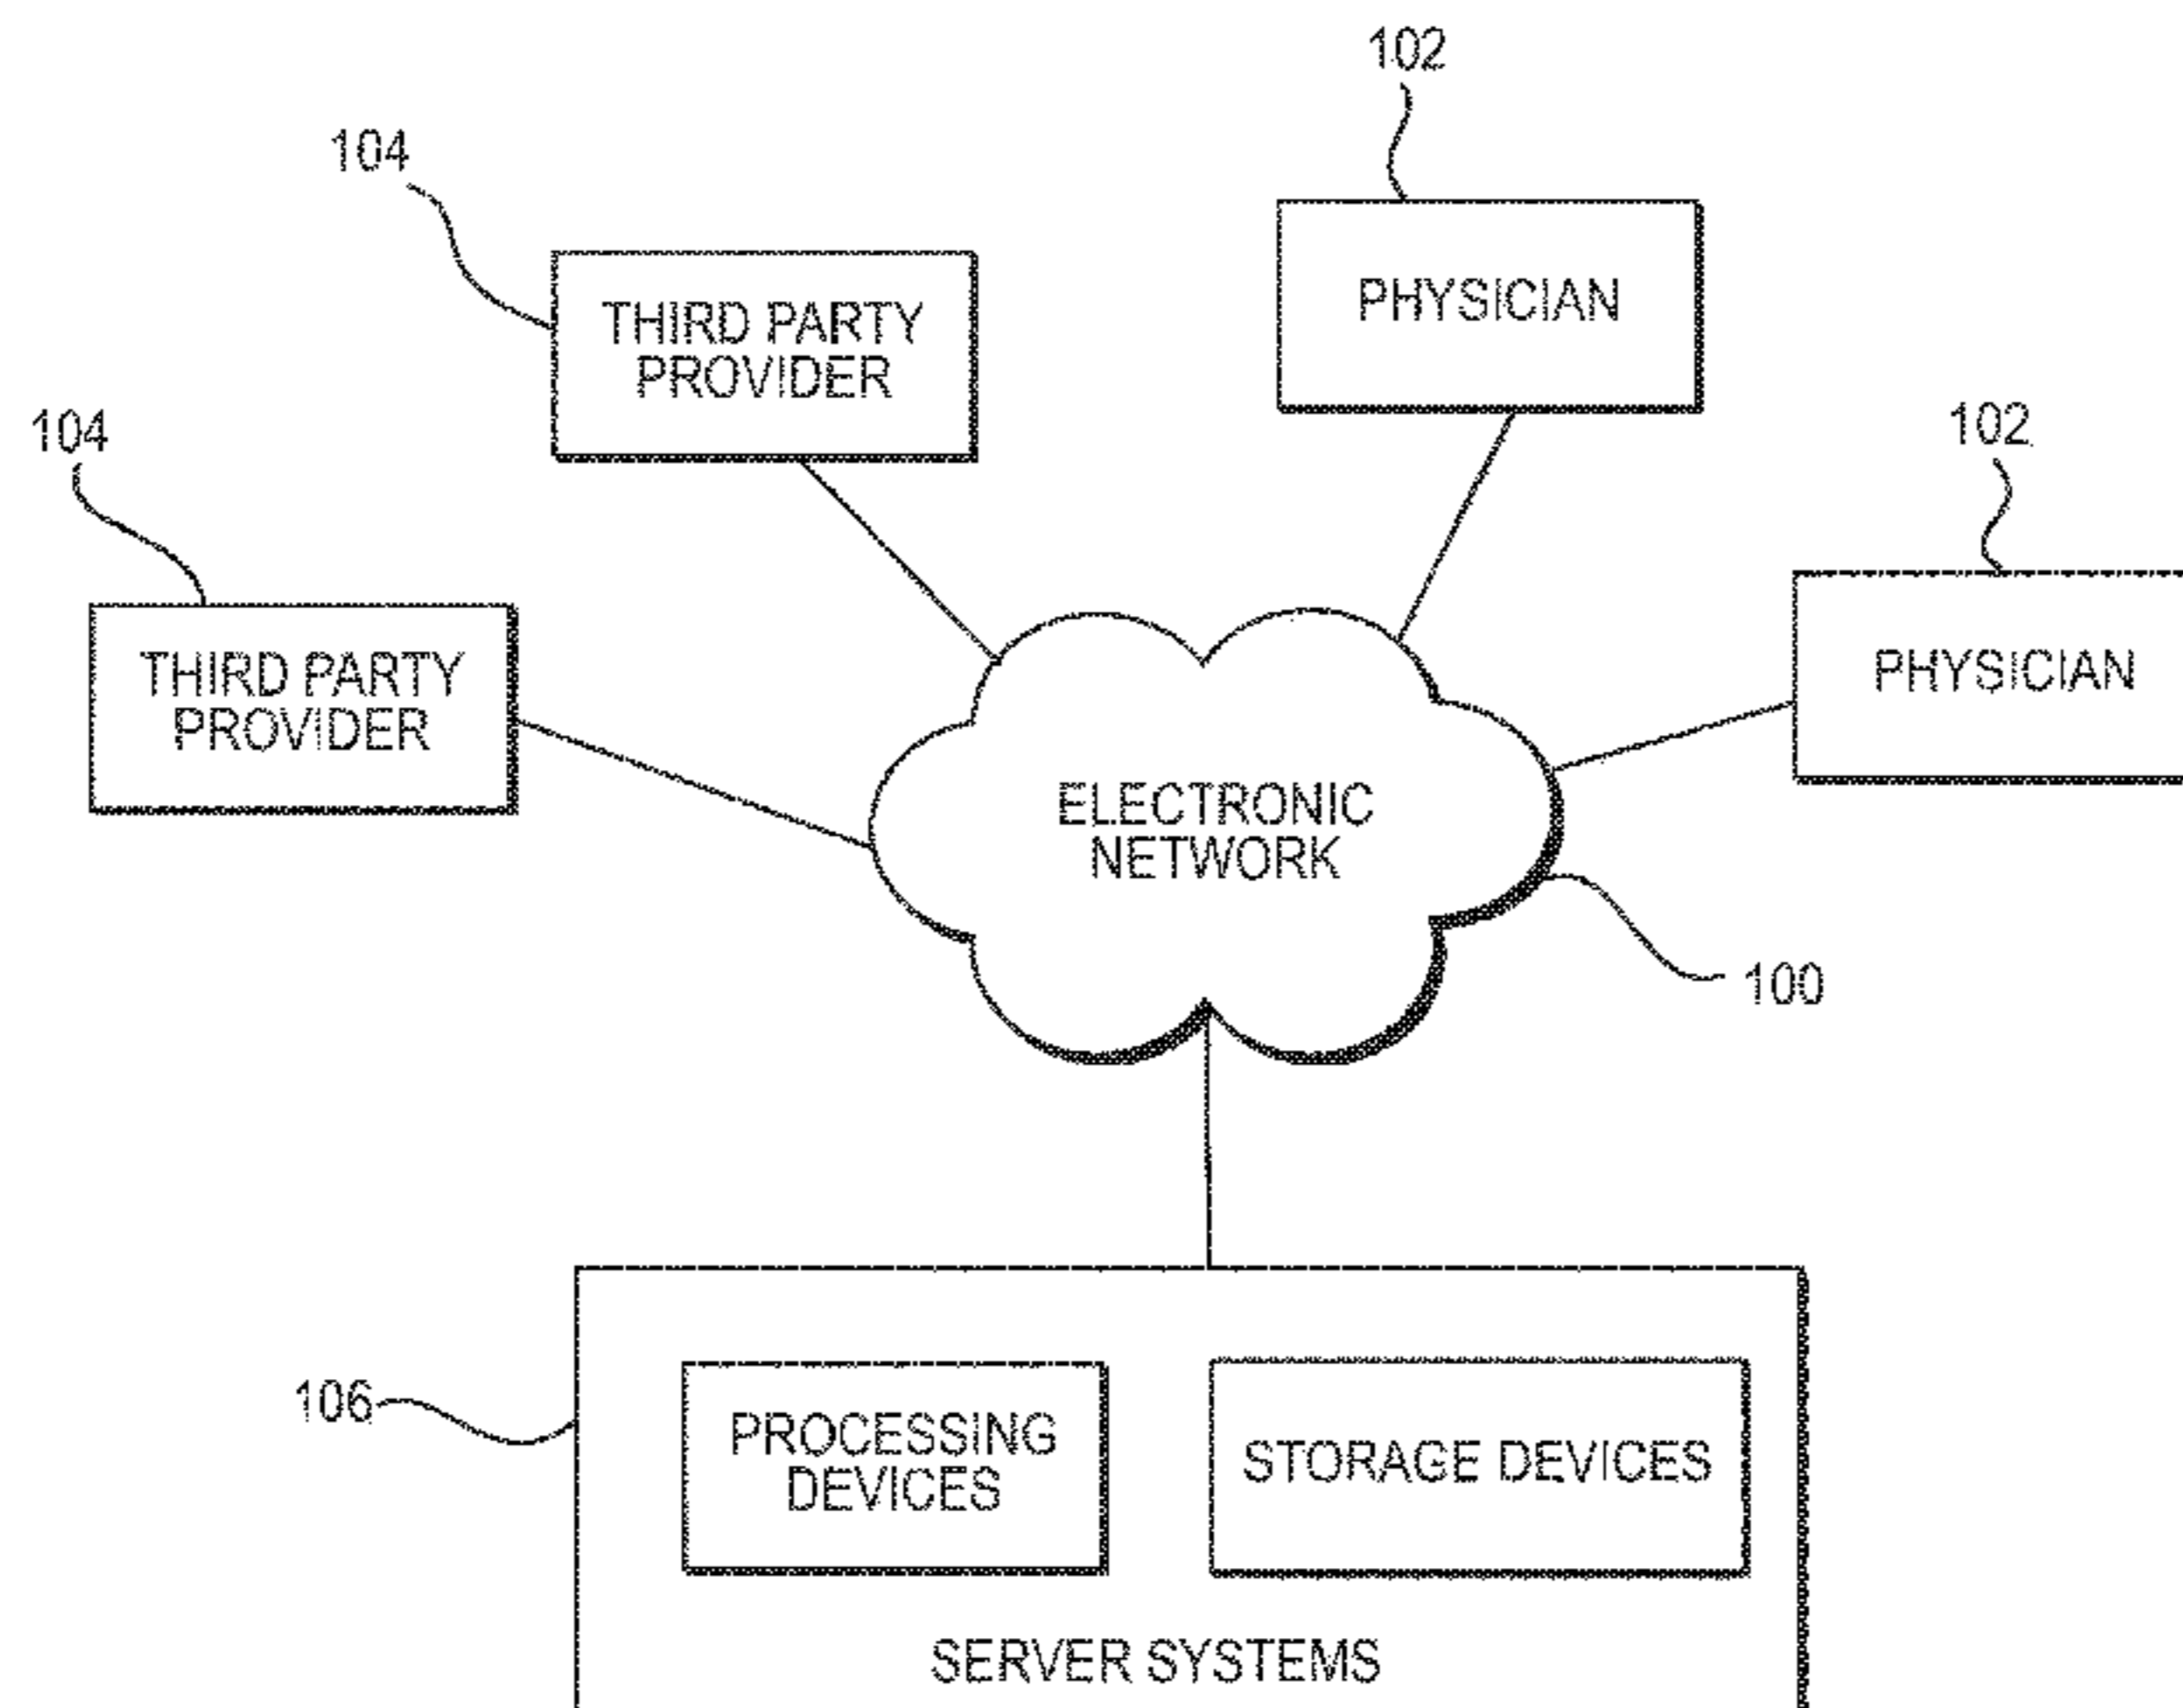 102
104
THIRD PARTY
PROVIDER
PHYSICIAN
104
102
THIRD PARTY
PROVIDER
PHYSICIAN
ELECTRONIC
NETWORK
100
106
PROCESSING
DEVICES
STORAGE DEVICES
SERVER SYSTEMS